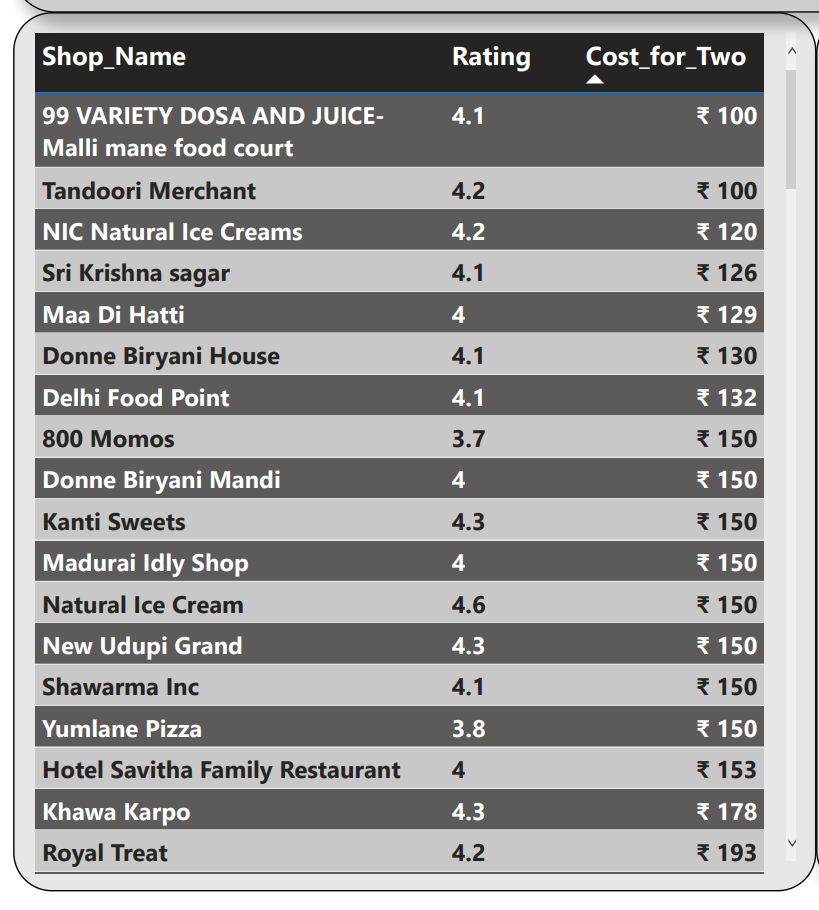 Shop_Name Rating Cost_for_Two
99 VARIETY DOSA AND JUICE- 4.1 ₹ 100
Malli mane food court
Tandoori Merchant 4.2 ₹ 100
NIC Natural Ice Creams 4.2 ₹ 120
Sri Krishna sagar 4.1 ₹ 126
Maa Di Hatti 4 ₹ 129
Donne Biryani House 4.1 ₹ 130
Delhi Food Point 4.1 ₹ 132
800 Momos 3.7 ₹ 150
Donne Biryani Mandi 4 ₹ 150
Kanti Sweets 4.3 ₹ 150
Madurai Idly Shop 4 ₹ 150
Natural Ice Cream 4.6 ₹ 150
New Udupi Grand 4.3 ₹ 150
Shawarma Inc 4.1 ₹ 150
Yumlane Pizza 3.8 ₹ 150
Hotel Savitha Family Restaurant 4 ₹ 153
Khawa Karpo 4.3 ₹ 178
Royal Treat 4.2 ₹ 193